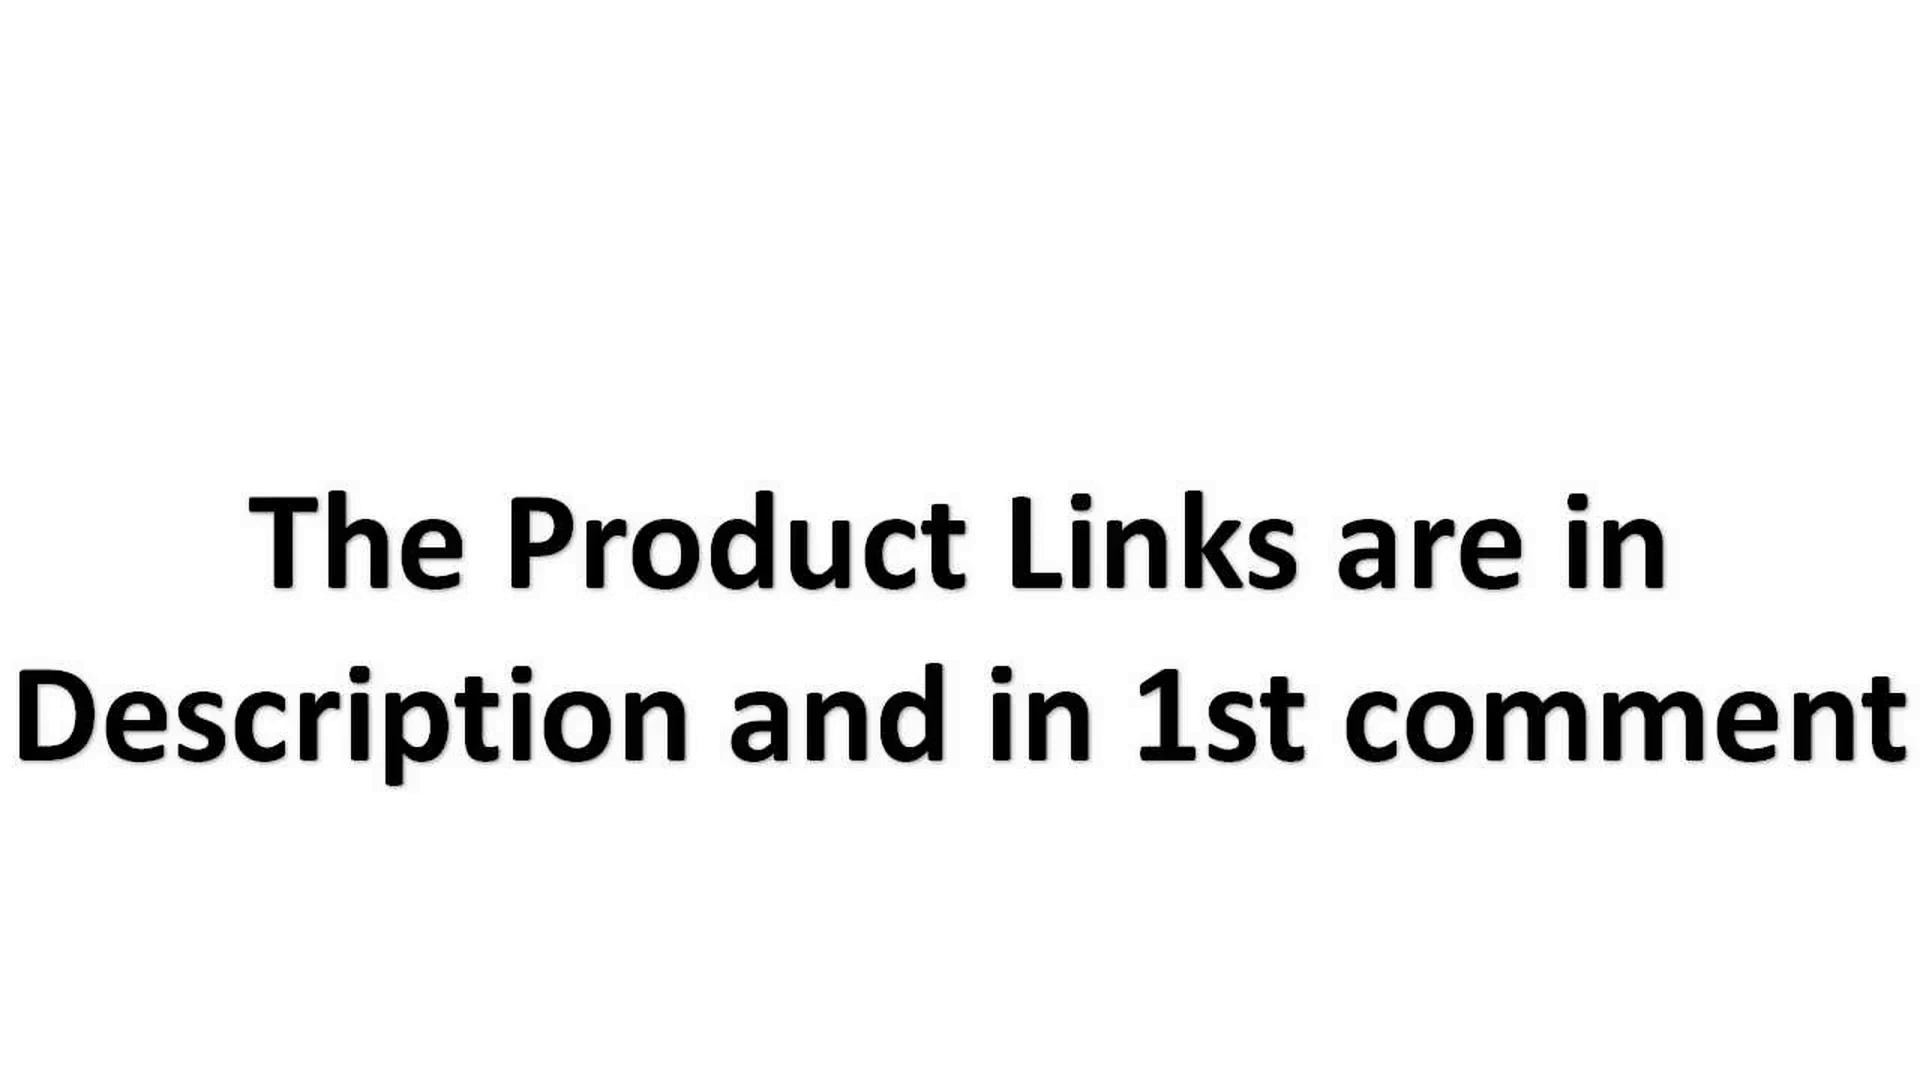 The Product Links are in
Description and in 1st comment